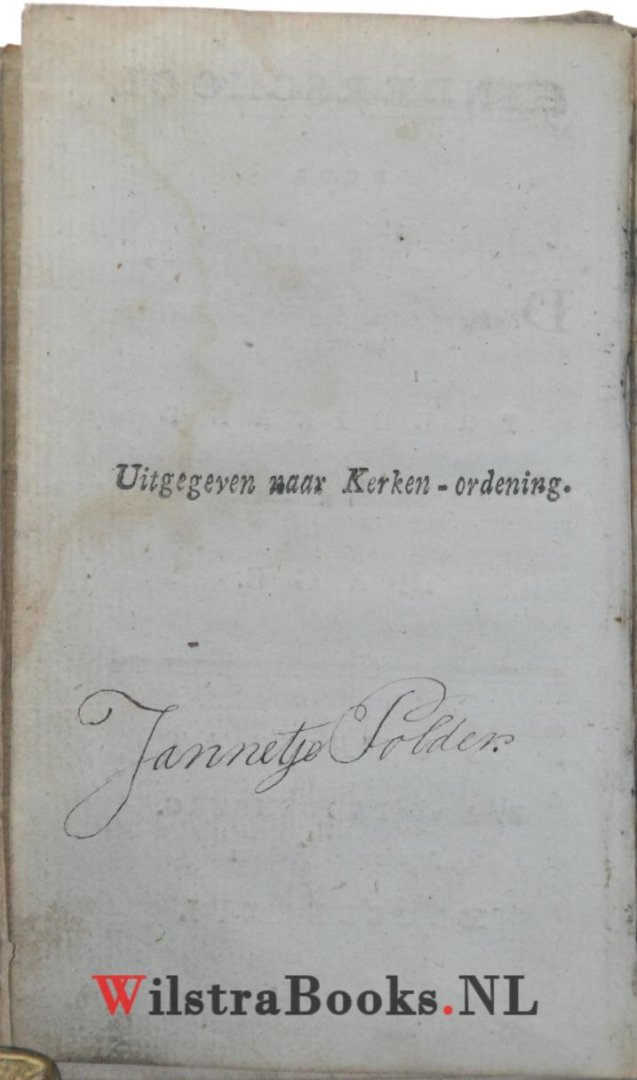 Uitgegeven naar Kerken-ordening.
Jannetje Polder.
WilstraBooks.NL